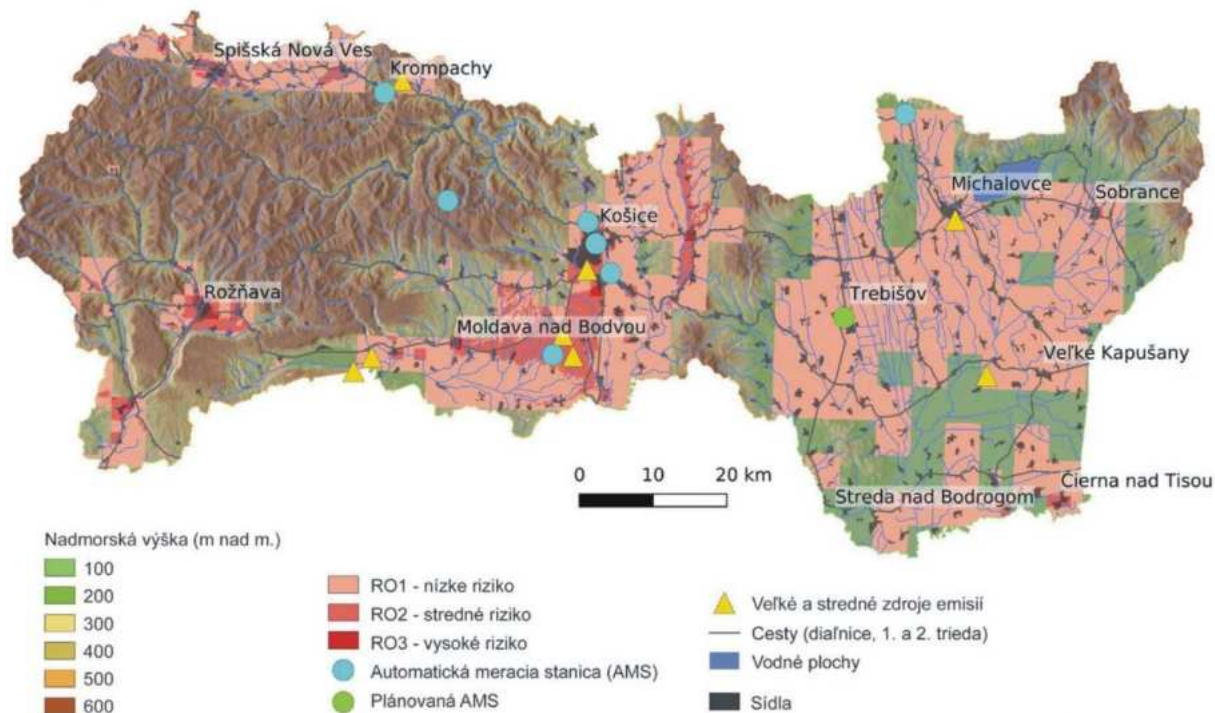 Spišská Nová Ves
Krompachy
Michalovce
Sobrance
Košice
Rožňava
Trebišov
Moldava nad Bodvou
Veľké Kapušany
0 10 20 km
Čierna nad Tisou
Streda nad Bodrogom
Nadmorská výška (m nad m.)
100
200
300
400
500
600
RO1 - nízke riziko
RO2 - stredné riziko
RO3 - vysoké riziko
Automatická meracia stanica (AMS)
Plánovaná AMS
Veľké a stredné zdroje emisií
Cesty (diaľnice, 1. a 2. trieda)
Vodné plochy
Sídla